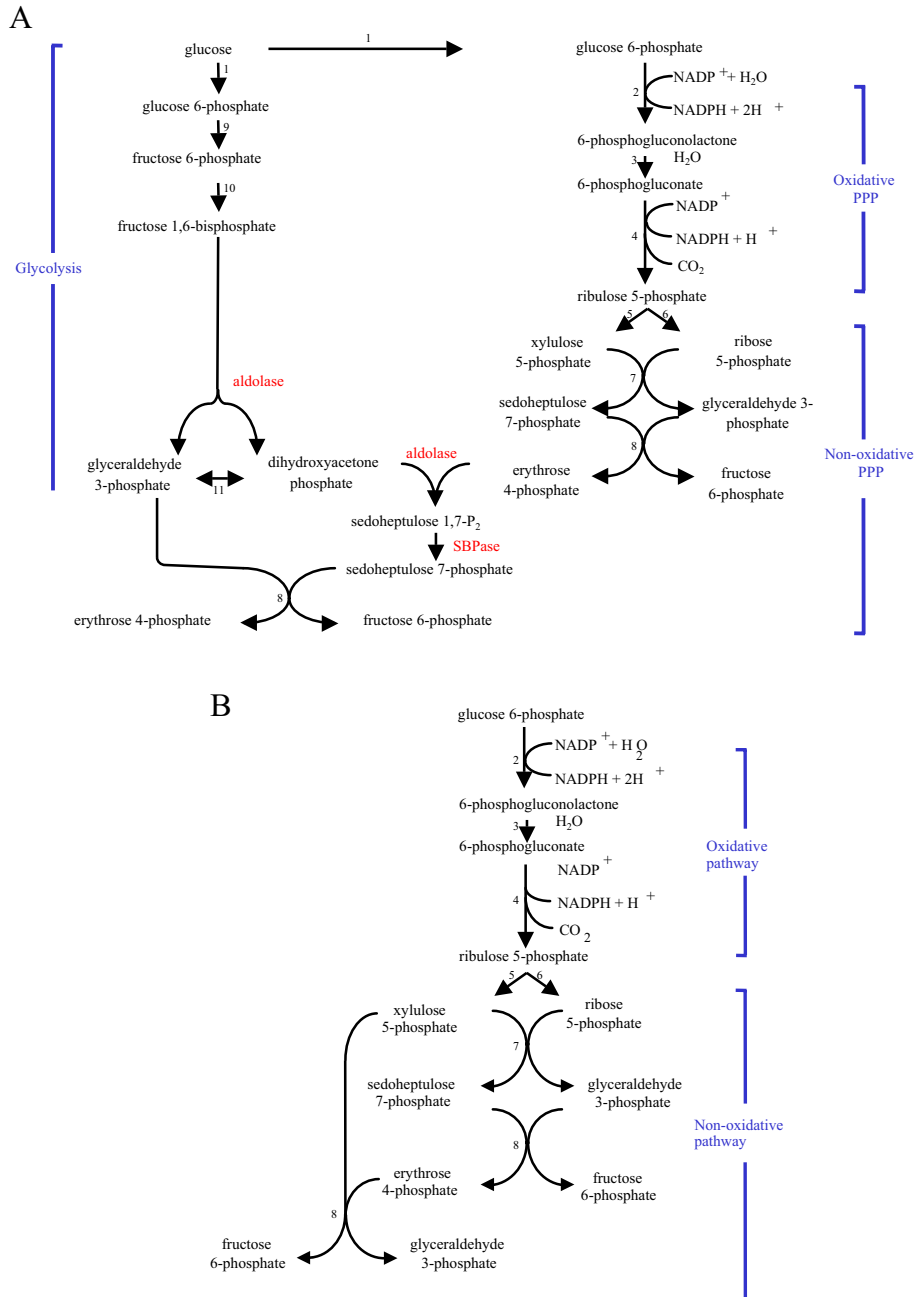 A
glucose
1
glucose 6-phosphate
1
NADP + + H2O
2
glucose 6-phosphate
NADPH + 2H +
9
fructose 6-phosphate
6-phosphogluconolactone
3
H2O
10
6-phosphogluconate
Oxidative
PPP
NADP +
fructose 1,6-bisphosphate
4
NADPH + H +
Glycolysis
CO2
ribulose 5-phosphate
5
6
xylulose
5-phosphate
ribose
5-phosphate
7
aldolase
sedoheptulose
7-phosphate
glyceraldehyde 3-
phosphate
8
aldolase
Non-oxidative
PPP
glyceraldehyde
3-phosphate
11
dihydroxyacetone
phosphate
erythrose
4-phosphate
fructose
6-phosphate
sedoheptulose 1,7-P2
SBPase
sedoheptulose 7-phosphate
8
erythrose 4-phosphate
fructose 6-phosphate
B
glucose 6-phosphate
NADP + + H2O
2
NADPH + 2H +
6-phosphogluconolactone
3
H2O
6-phosphogluconate
Oxidative
pathway
NADP +
4
NADPH + H +
CO2
ribulose 5-phosphate
5
6
xylulose
5-phosphate
ribose
5-phosphate
7
sedoheptulose
7-phosphate
glyceraldehyde
3-phosphate
Non-oxidative
pathway
8
erythrose
4-phosphate
fructose
6-phosphate
8
fructose
6-phosphate
glyceraldehyde
3-phosphate